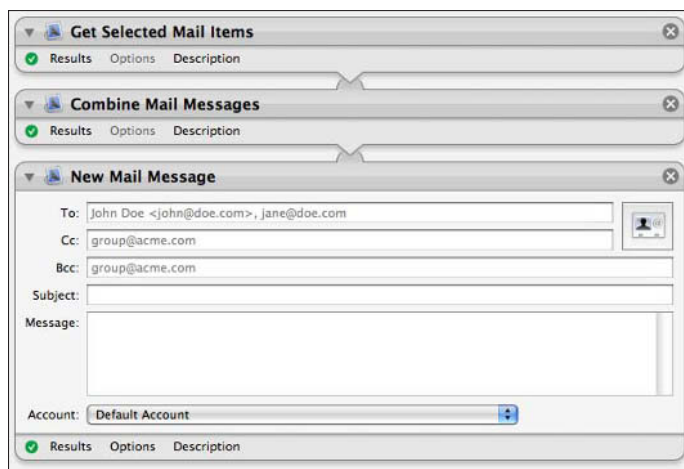 Get Selected Mail Items
Results Options Description
Combine Mail Messages
Results Options Description
New Mail Message
To: John Doe <john@doe.com>, jane@doe.com
Cc: group@acme.com
Bcc: group@acme.com
Subject:
Message:
Account: Default Account
Results Options Description